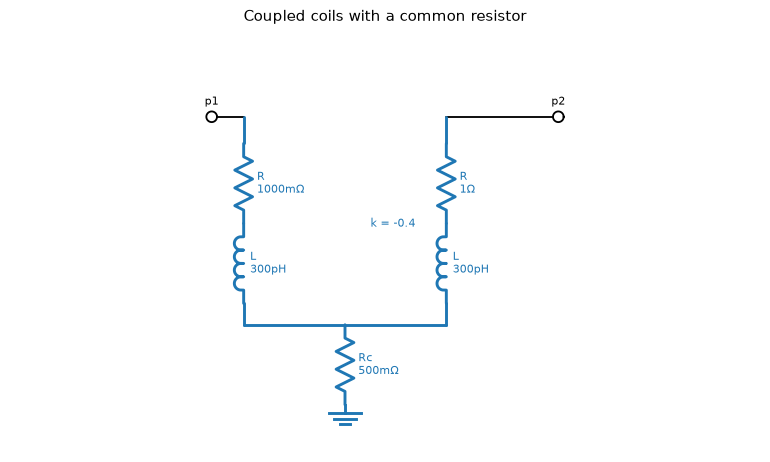 Coupled coils with a common resistor
p1
p2
R
1000mΩ
R
1Ω
k = -0.4
L
300pH
L
300pH
Rc
500mΩ